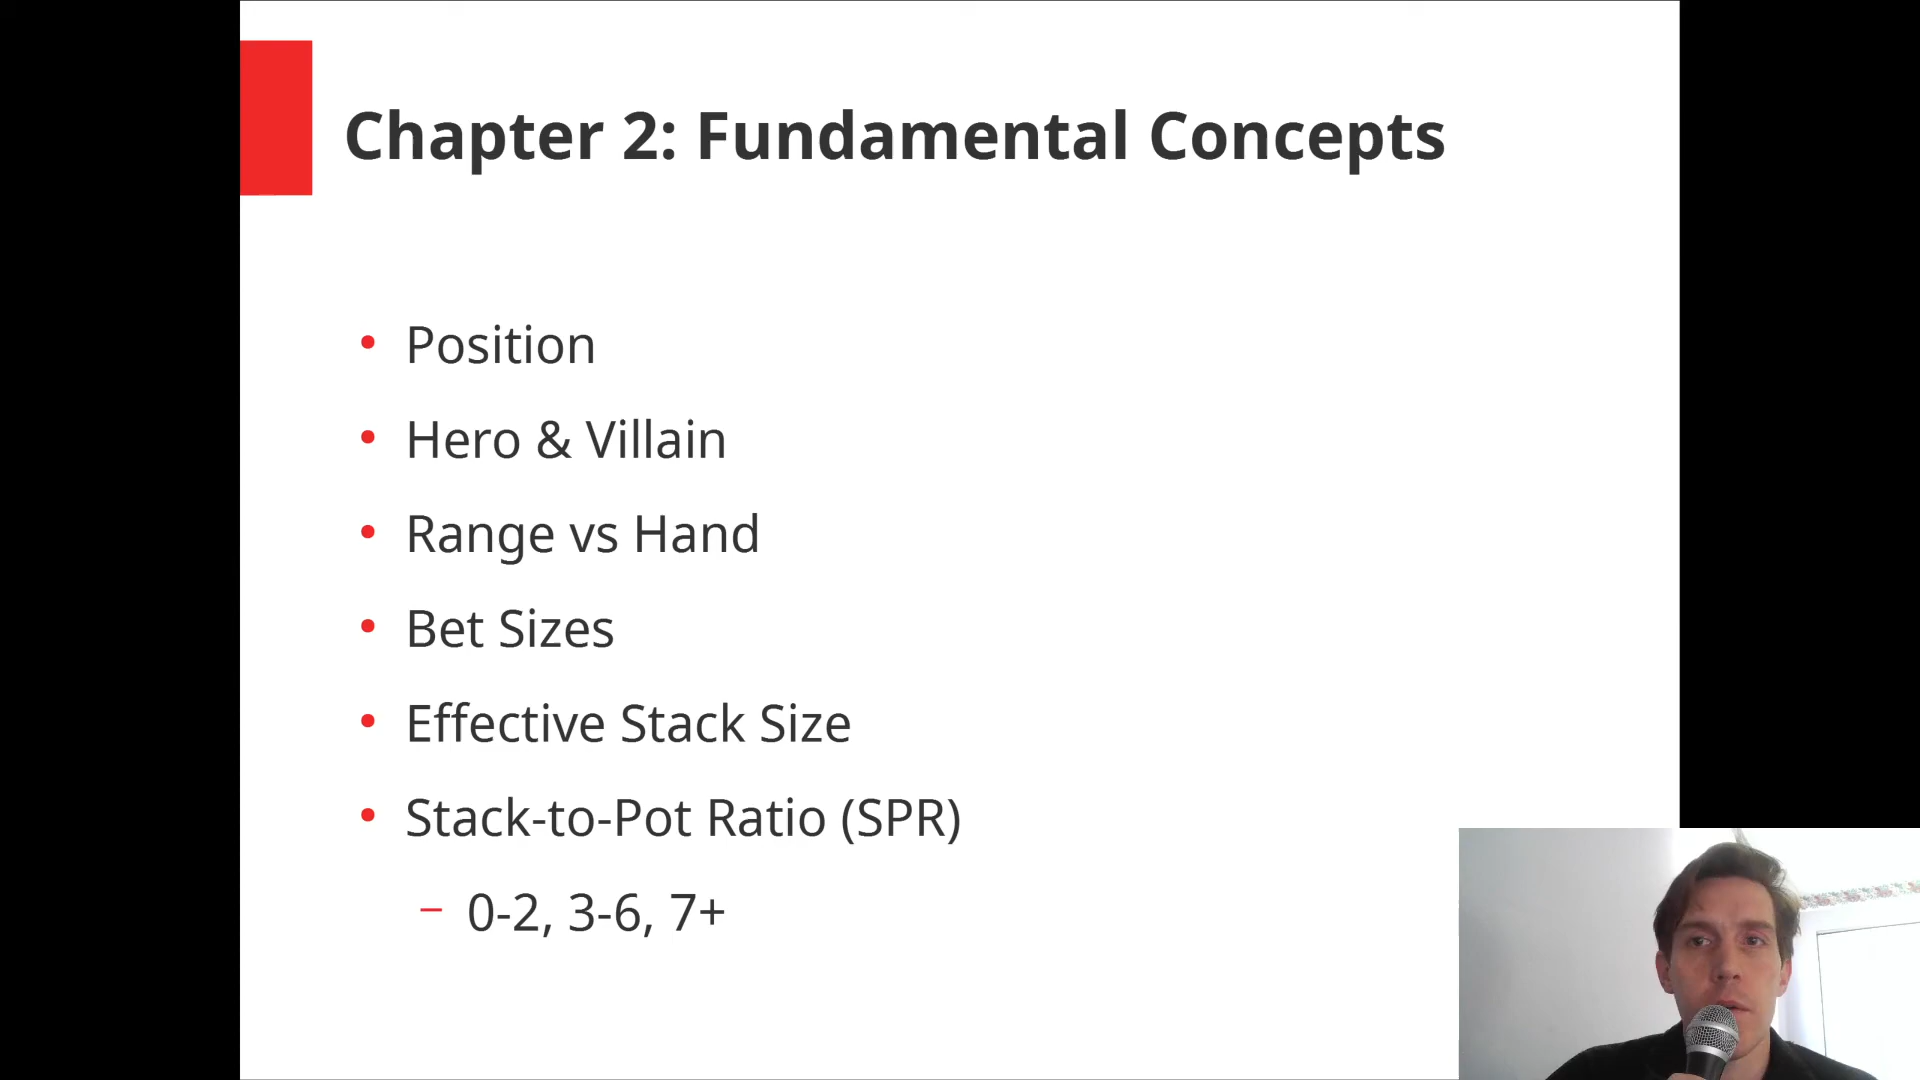 Chapter 2: Fundamental Concepts
• Position
• Hero & Villain
• Range vs Hand
• Bet Sizes
• Effective Stack Size
• Stack-to-Pot Ratio (SPR)
– 0-2, 3-6, 7+